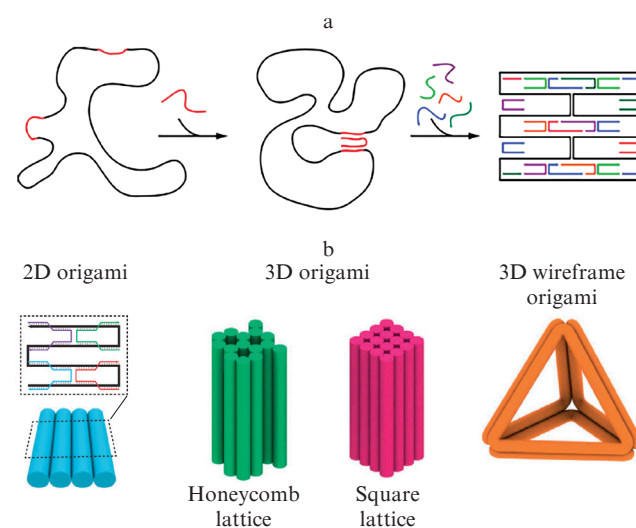 a
b
2D origami
3D origami
3D wireframe
origami
Honeycomb
lattice
Square
lattice